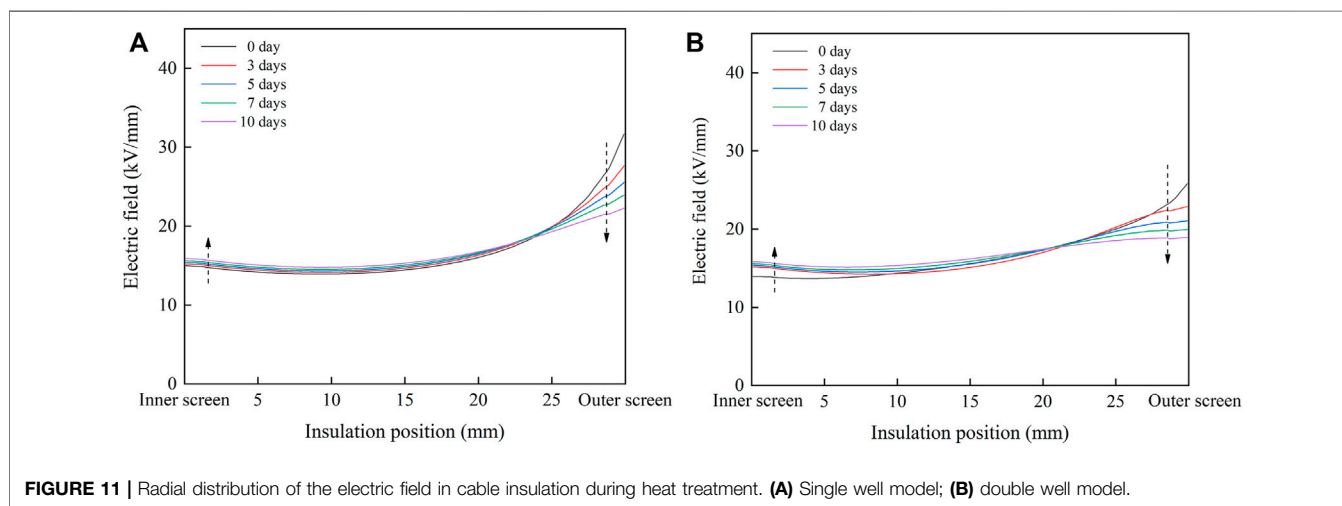 A
0 day
3 days
5 days
7 days
10 days
Electric field (kV/mm)
40
30
20
10
0
Inner screen 5 10 15 20 25 Outer screen
Insulation position (mm)
B
0 day
3 days
5 days
7 days
10 days
Electric field (kV/mm)
40
30
20
10
0
Inner screen 5 10 15 20 25 Outer screen
Insulation position (mm)
FIGURE 11 | Radial distribution of the electric field in cable insulation during heat treatment. (A) Single well model; (B) double well model.